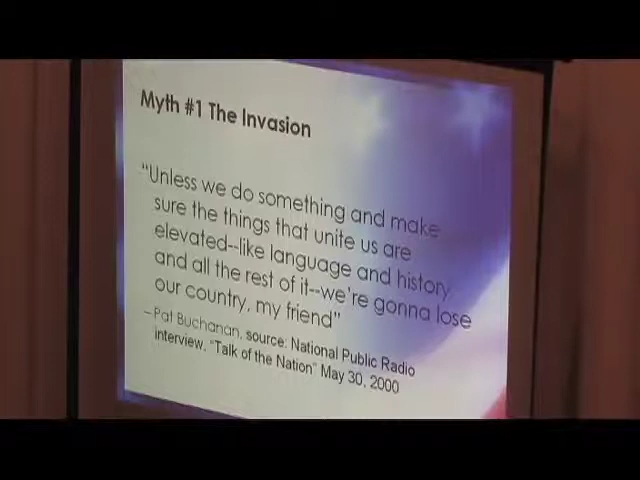 Myth #1 The Invasion
“Unless we do something and make
sure the things that unite us are
elevated--like language and history
and all the rest of it--we’re gonna lose
our country, my friend”
–Pat Buchanan, source: National Public Radio
interview, “Talk of the Nation” May 30, 2000